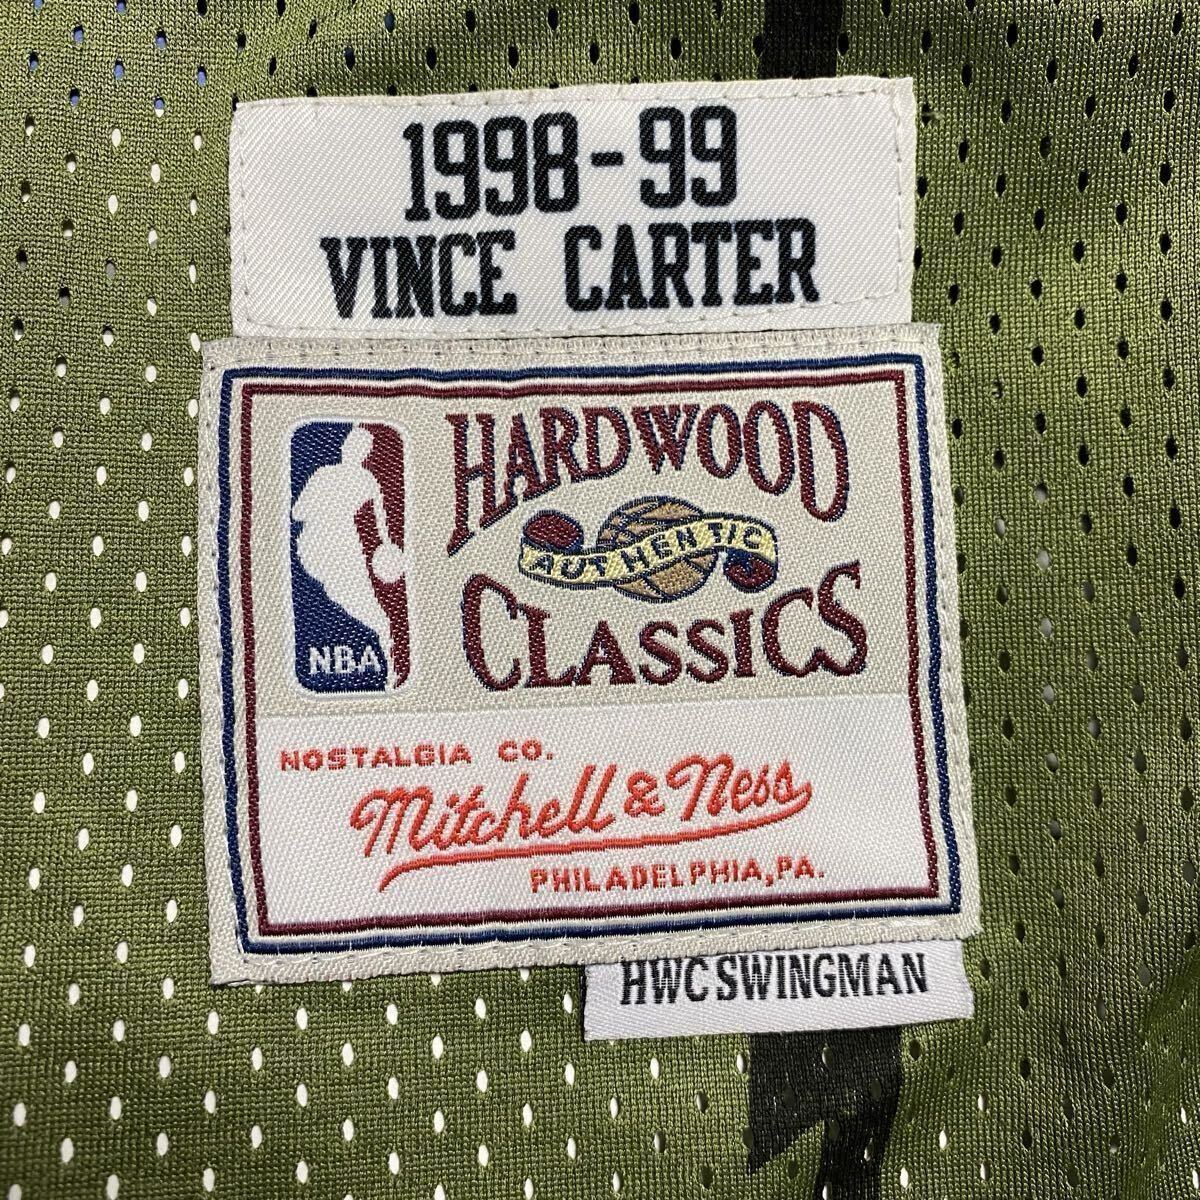 1998-99
VINCE CARTER
HARDWOOD
AUTHENTIC
CLASSICS
NBA
NOSTALGIA CO.
Mitchell & Ness
PHILADELPHIA, PA.
HWC SWINGMAN